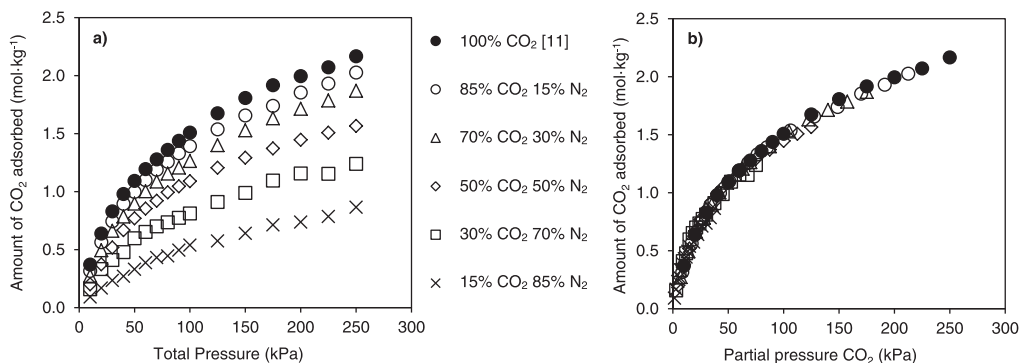 a)
2.5
2.0
1.5
1.0
0.5
0.0
0 50 100 150 200 250 300
Amount of CO₂ adsorbed (mol·kg⁻¹)
Total Pressure (kPa)
100% CO₂ [11]
85% CO₂ 15% N₂
70% CO₂ 30% N₂
50% CO₂ 50% N₂
30% CO₂ 70% N₂
15% CO₂ 85% N₂
b)
2.5
2.0
1.5
1.0
0.5
0.0
0 50 100 150 200 250 300
Amount of CO₂ adsorbed (mol·kg⁻¹)
Partial pressure CO₂ (kPa)